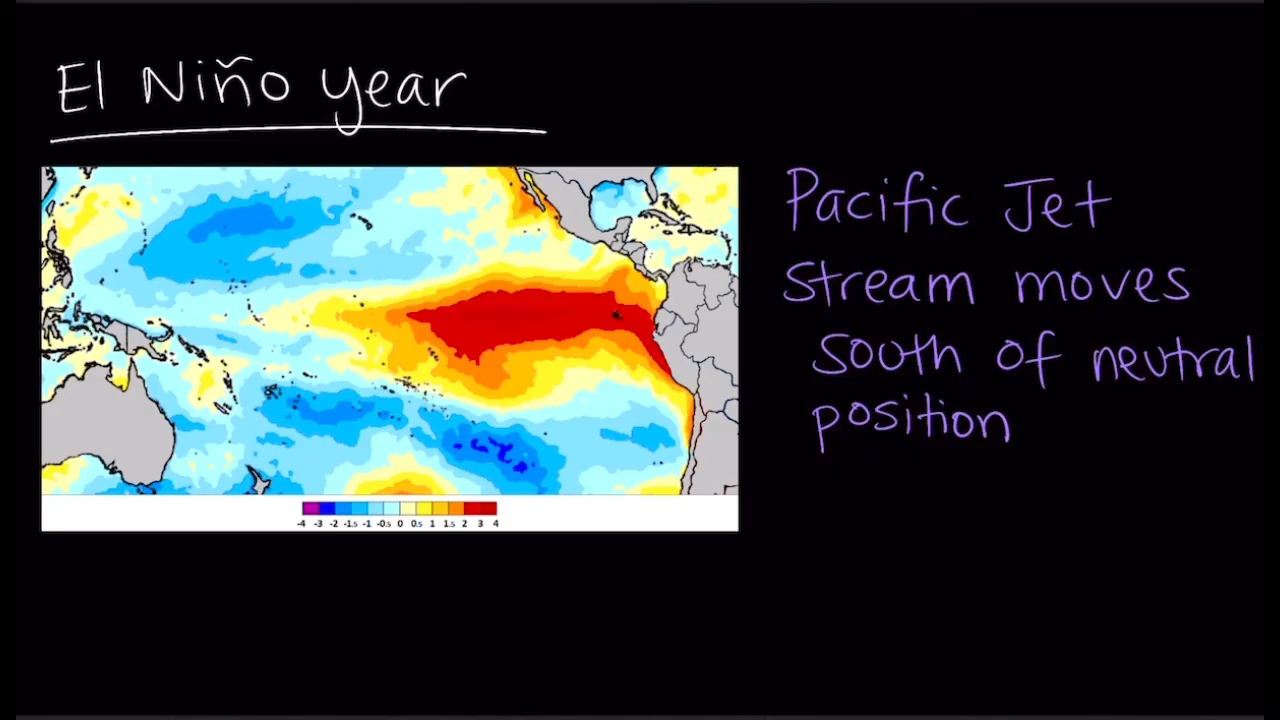 El Niño year
Pacific Jet
Stream moves
south of neutral
position
-4 -3 -2 -1.5 -1 -0.5 0 0.5 1 1.5 2 3 4